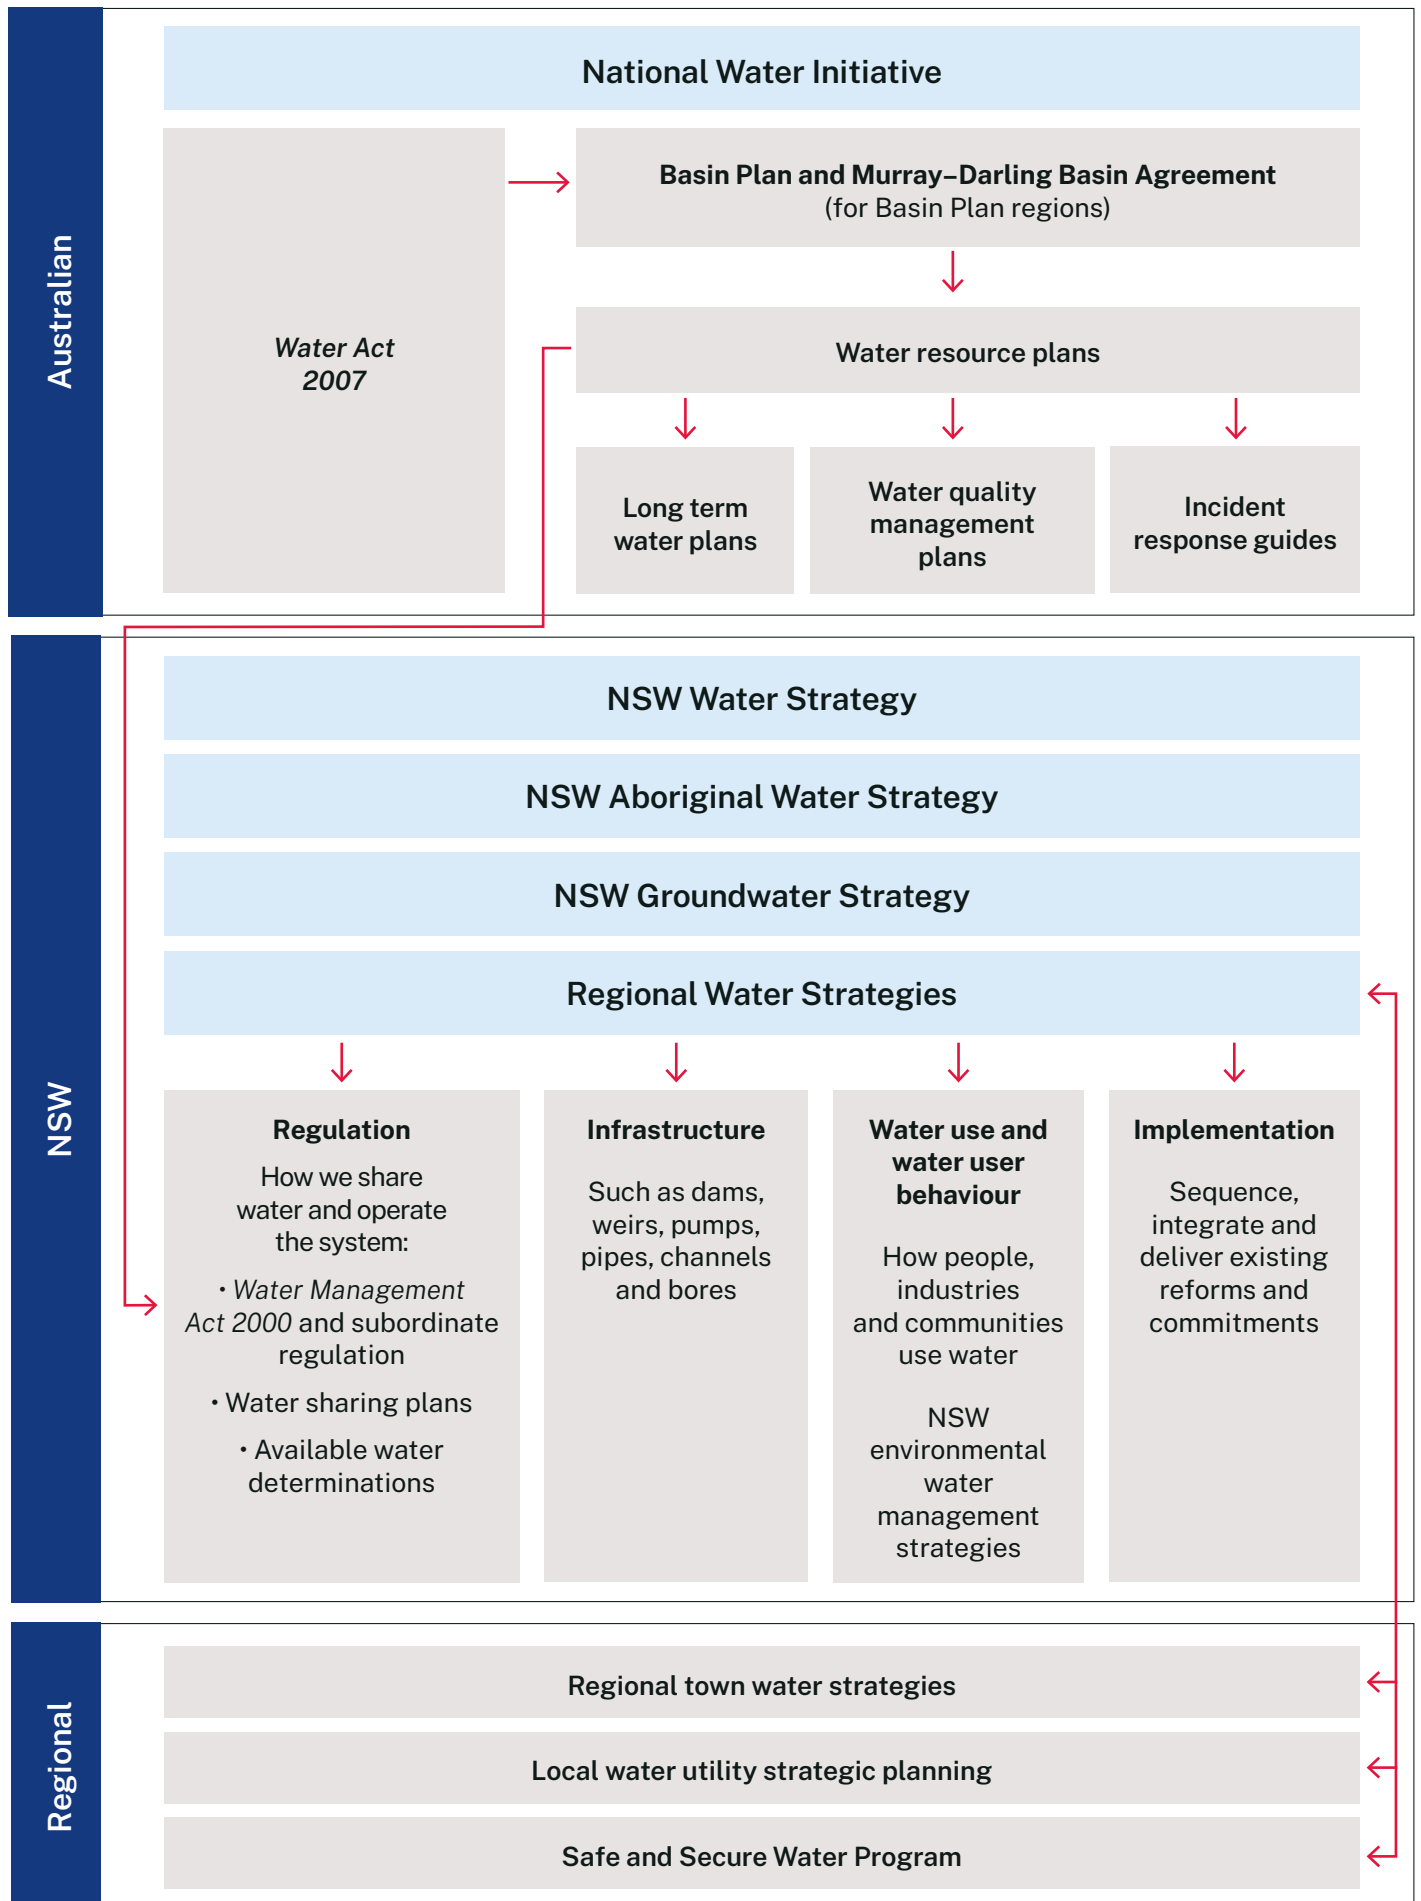 Australian
National Water Initiative
Water Act
2007
Basin Plan and Murray–Darling Basin Agreement
(for Basin Plan regions)
Water resource plans
Long term
water plans
Water quality
management
plans
Incident
response guides
NSW
NSW Water Strategy
NSW Aboriginal Water Strategy
NSW Groundwater Strategy
Regional Water Strategies
Regulation
How we share
water and operate
the system:
• Water Management
Act 2000 and subordinate
regulation
• Water sharing plans
• Available water
determinations
Infrastructure
Such as dams,
weirs, pumps,
pipes, channels
and bores
Water use and
water user
behaviour
How people,
industries
and communities
use water
NSW
environmental
water
management
strategies
Implementation
Sequence,
integrate and
deliver existing
reforms and
commitments
Regional
Regional town water strategies
Local water utility strategic planning
Safe and Secure Water Program